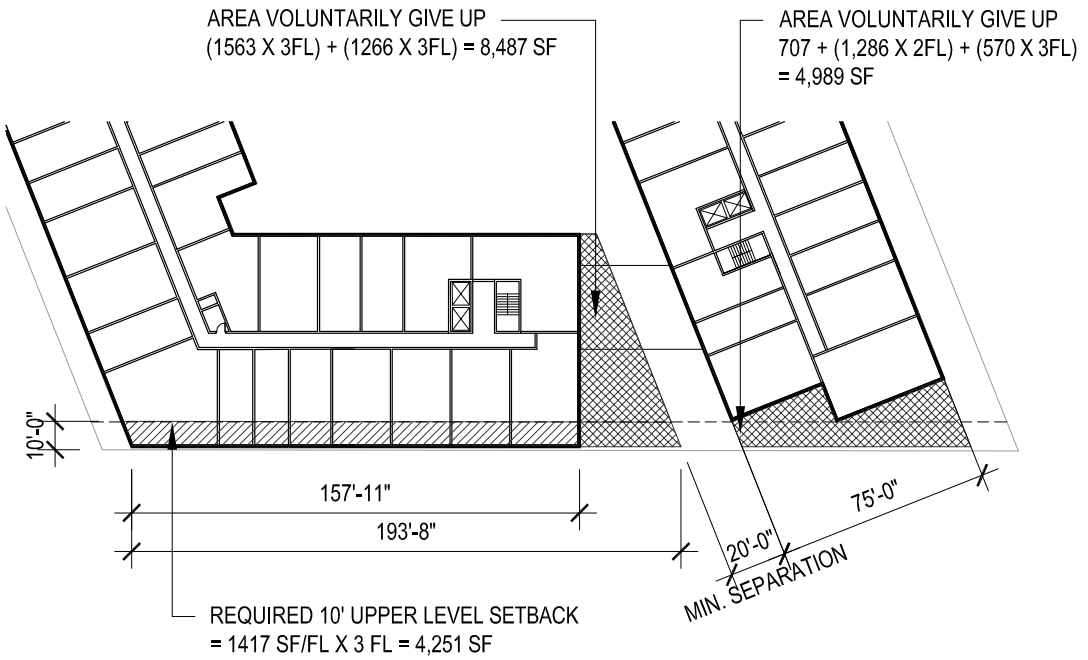 AREA VOLUNTARILY GIVE UP
(1563 X 3FL) + (1266 X 3FL) = 8,487 SF
AREA VOLUNTARILY GIVE UP
707 + (1,286 X 2FL) + (570 X 3FL)
= 4,989 SF
10'-0"
157'-11"
193'-8"
20'-0"
75'-0"
MIN. SEPARATION
REQUIRED 10' UPPER LEVEL SETBACK
= 1417 SF/FL X 3 FL = 4,251 SF